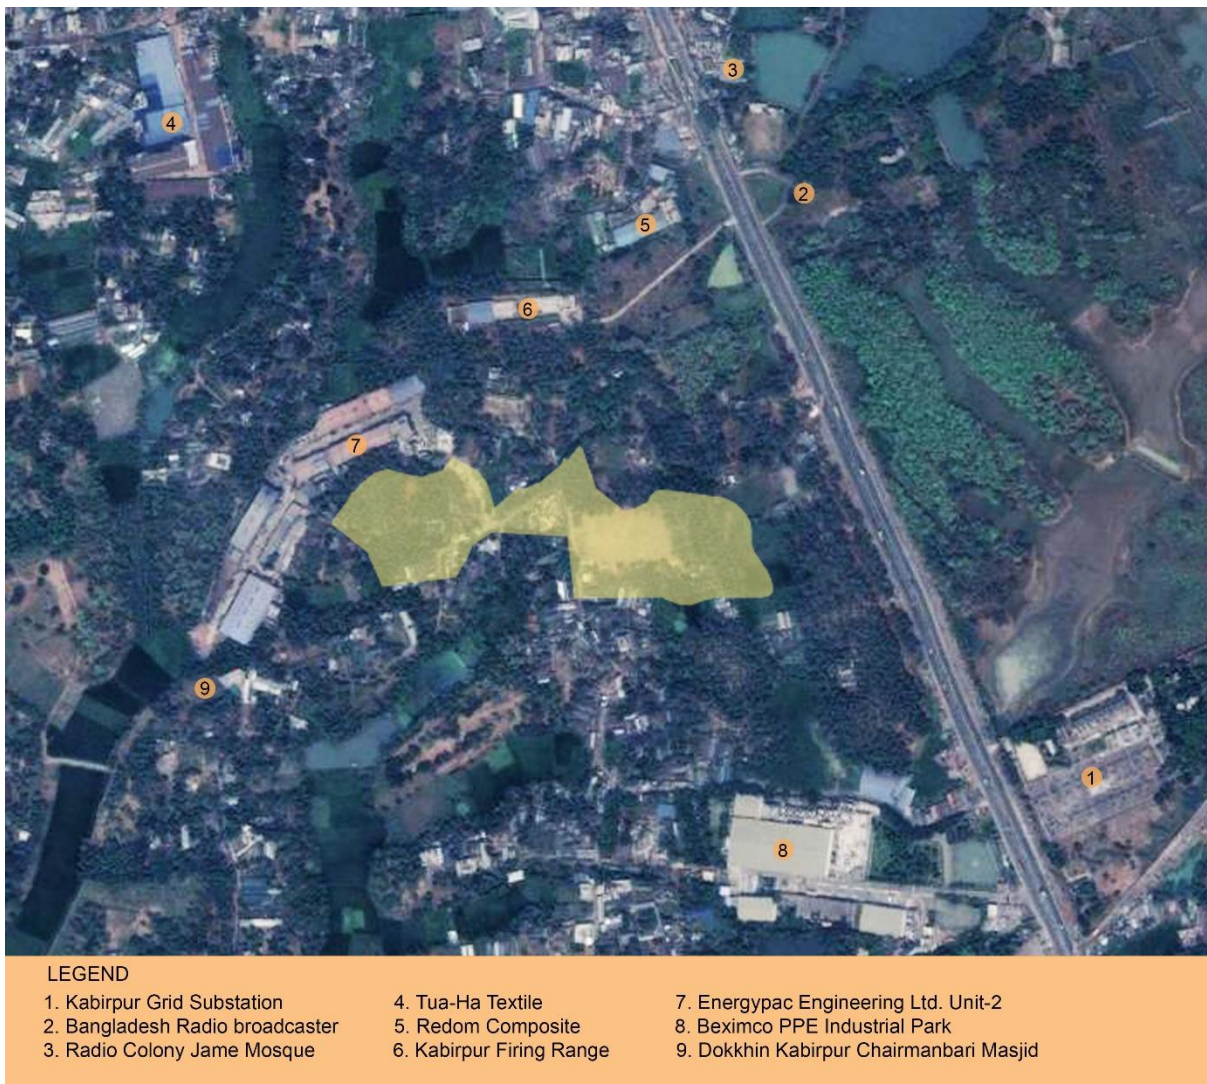 3
4
2
5
6
7
9
1
8
LEGEND
1. Kabirpur Grid Substation
2. Bangladesh Radio broadcaster
3. Radio Colony Jame Mosque
4. Tua-Ha Textile
5. Redom Composite
6. Kabirpur Firing Range
7. Energypac Engineering Ltd. Unit-2
8. Beximco PPE Industrial Park
9. Dokkhin Kabirpur Chairmanbari Masjid